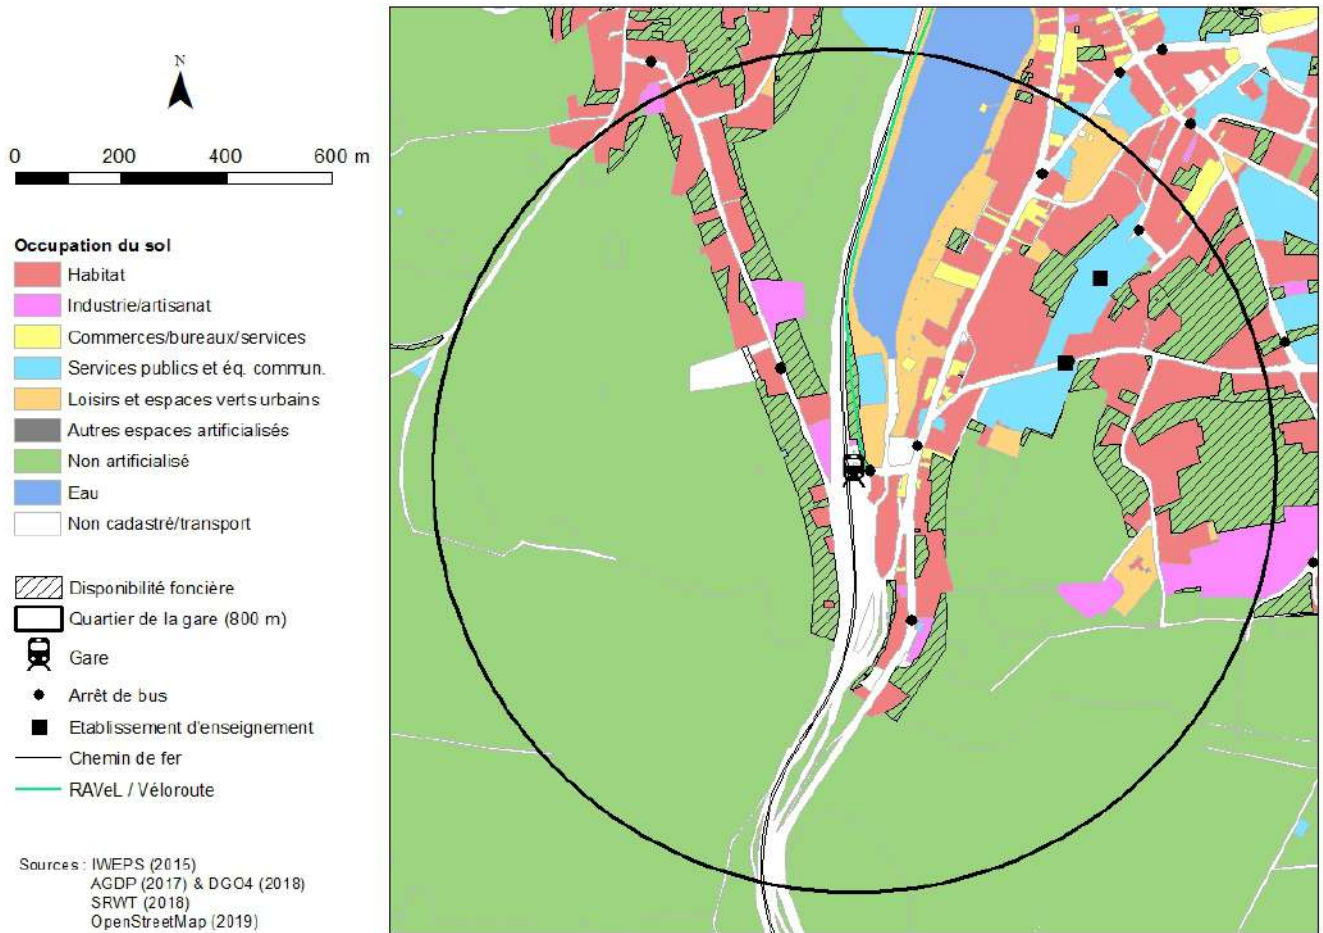 N
0 200 400 600 m
Occupation du sol
Habitat
Industrie/artisanat
Commerces/bureaux/services
Services publics et éq. commun.
Loisirs et espaces verts urbains
Autres espaces artificialisés
Non artificialisé
Eau
Non cadastré/transport
Disponibilité foncière
Quartier de la gare (800 m)
Gare
Arrêt de bus
Etablissement d'enseignement
Chemin de fer
RAVeL / Véloroute
Sources : IWEPS (2015)
AGDP (2017) & DGO4 (2018)
SRWT (2018)
OpenStreetMap (2019)